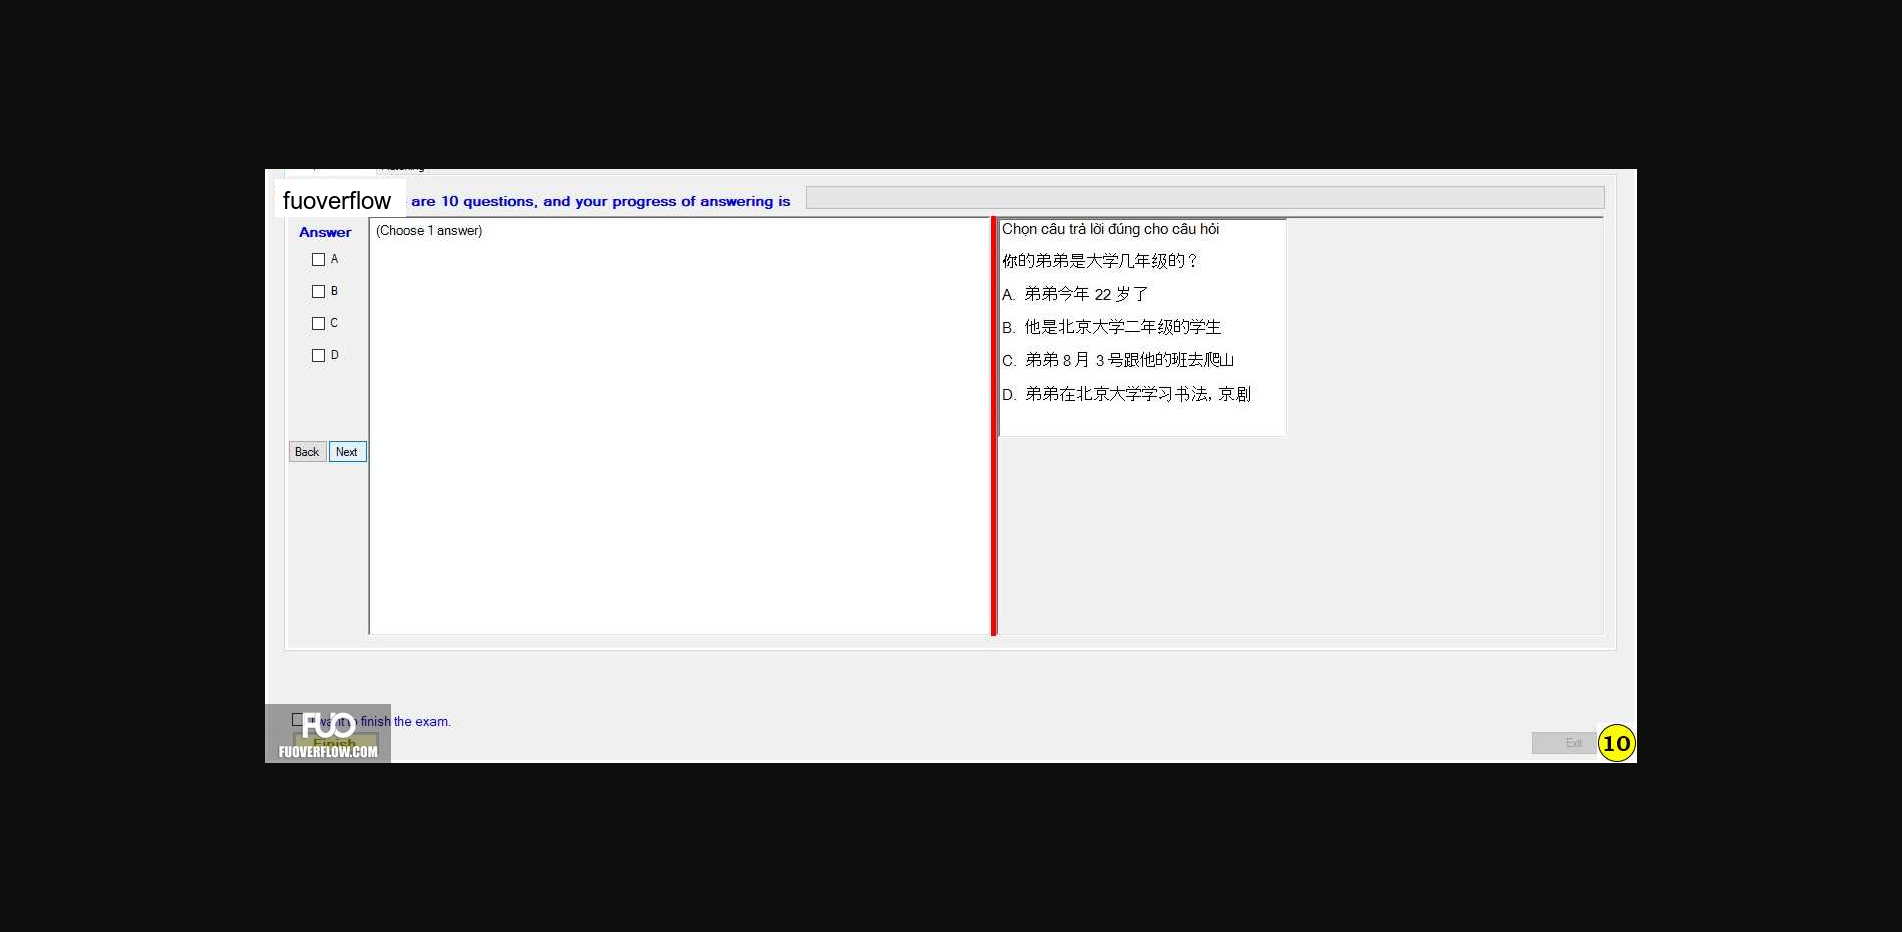 fuoverflow are 10 questions, and your progress of answering is
Answer
(Choose 1 answer)
A
B
C
D
Back
Next
Chọn câu trả lời đúng cho câu hỏi
你的弟弟是大学几年级的？
A. 弟弟今年 22 岁了
B. 他是北京大学二年级的学生
C. 弟弟 8 月 3 号跟他的班去爬山
D. 弟弟在北京大学学习书法, 京剧
I want to finish the exam.
FUO
Finish
FUOVERFLOW.COM
Exit
10